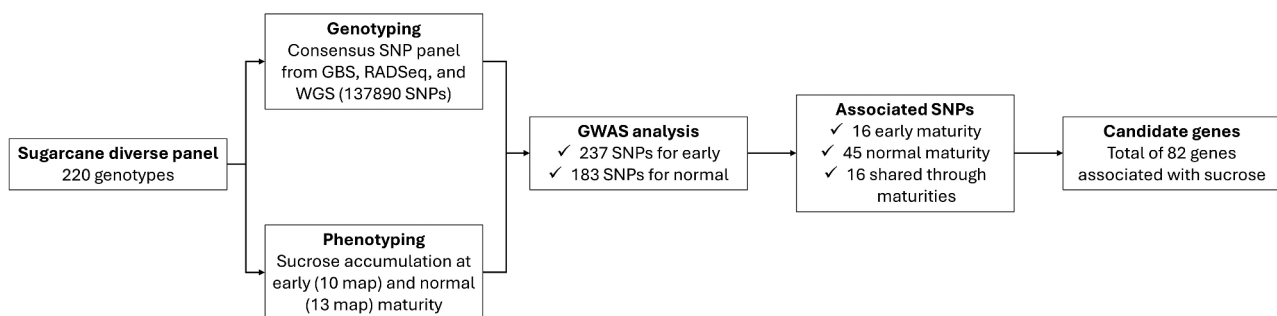 Sugarcane diverse panel
220 genotypes
Genotyping
Consensus SNP panel
from GBS, RADSeq, and
WGS (137890 SNPs)
Phenotyping
Sucrose accumulation at
early (10 map) and normal
(13 map) maturity
GWAS analysis
✓ 237 SNPs for early
✓ 183 SNPs for normal
Associated SNPs
✓ 16 early maturity
✓ 45 normal maturity
✓ 16 shared through
maturities
Candidate genes
Total of 82 genes
associated with sucrose